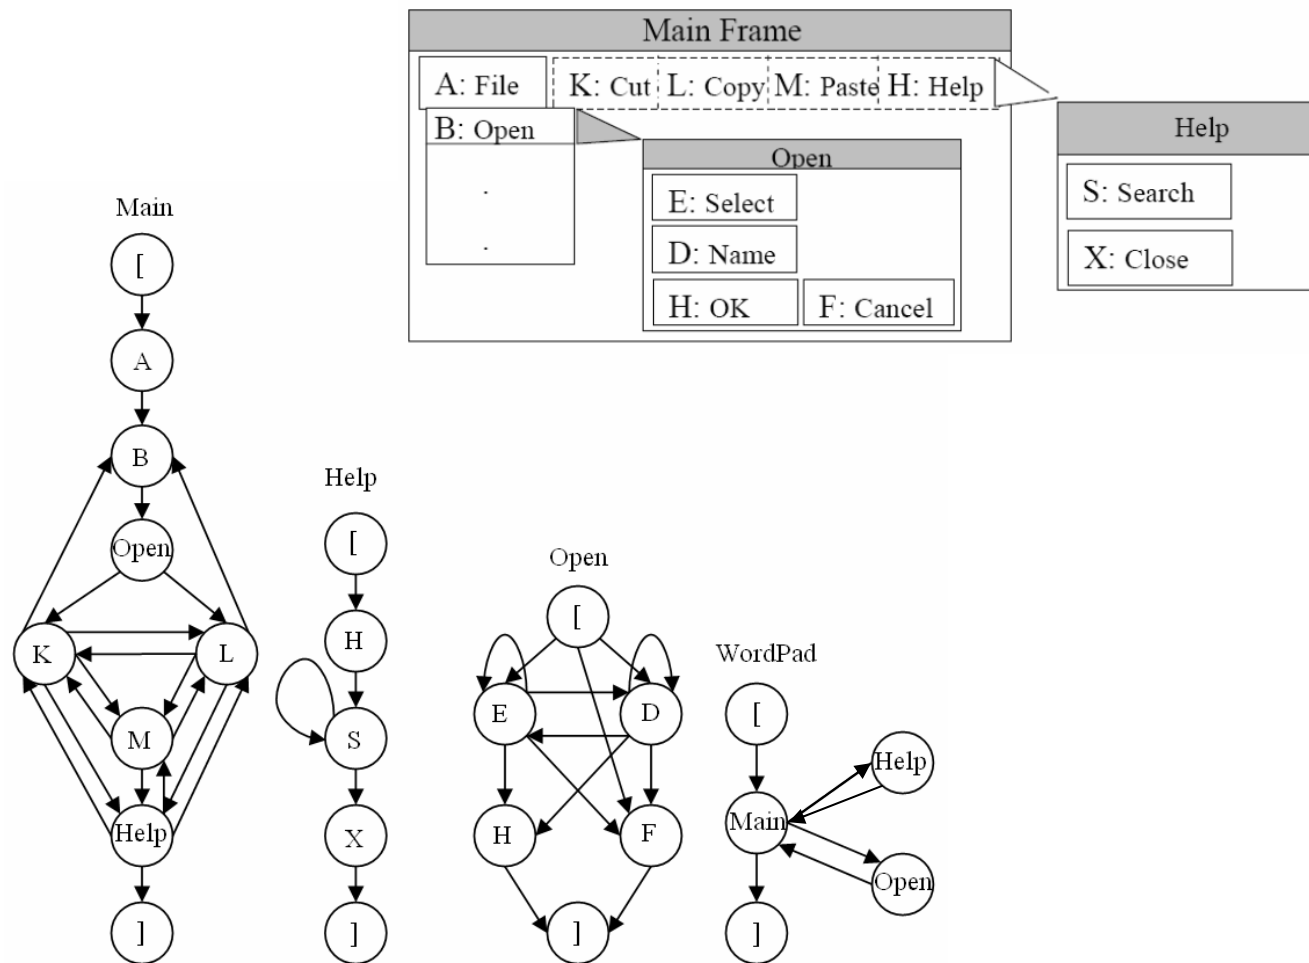 Main Frame
A: File
K: Cut
L: Copy
M: Paste
H: Help
B: Open
.
.
Open
E: Select
D: Name
H: OK
F: Cancel
Help
S: Search
X: Close
Main
[
A
B
Open
K
L
M
Help
]
Help
[
H
S
X
]
Open
[
E
D
H
F
]
WordPad
[
Main
Help
Open
]